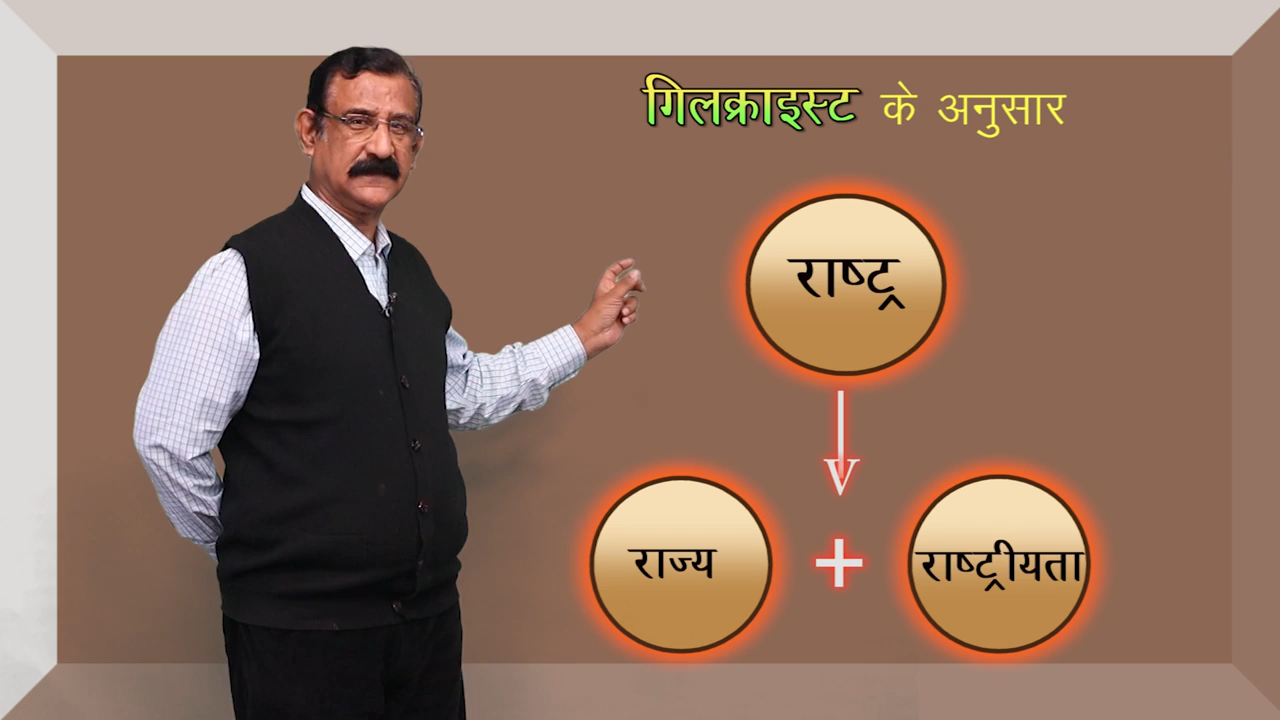 गिलक्राइस्ट के अनुसार
राष्ट्र
राज्य + राष्ट्रीयता